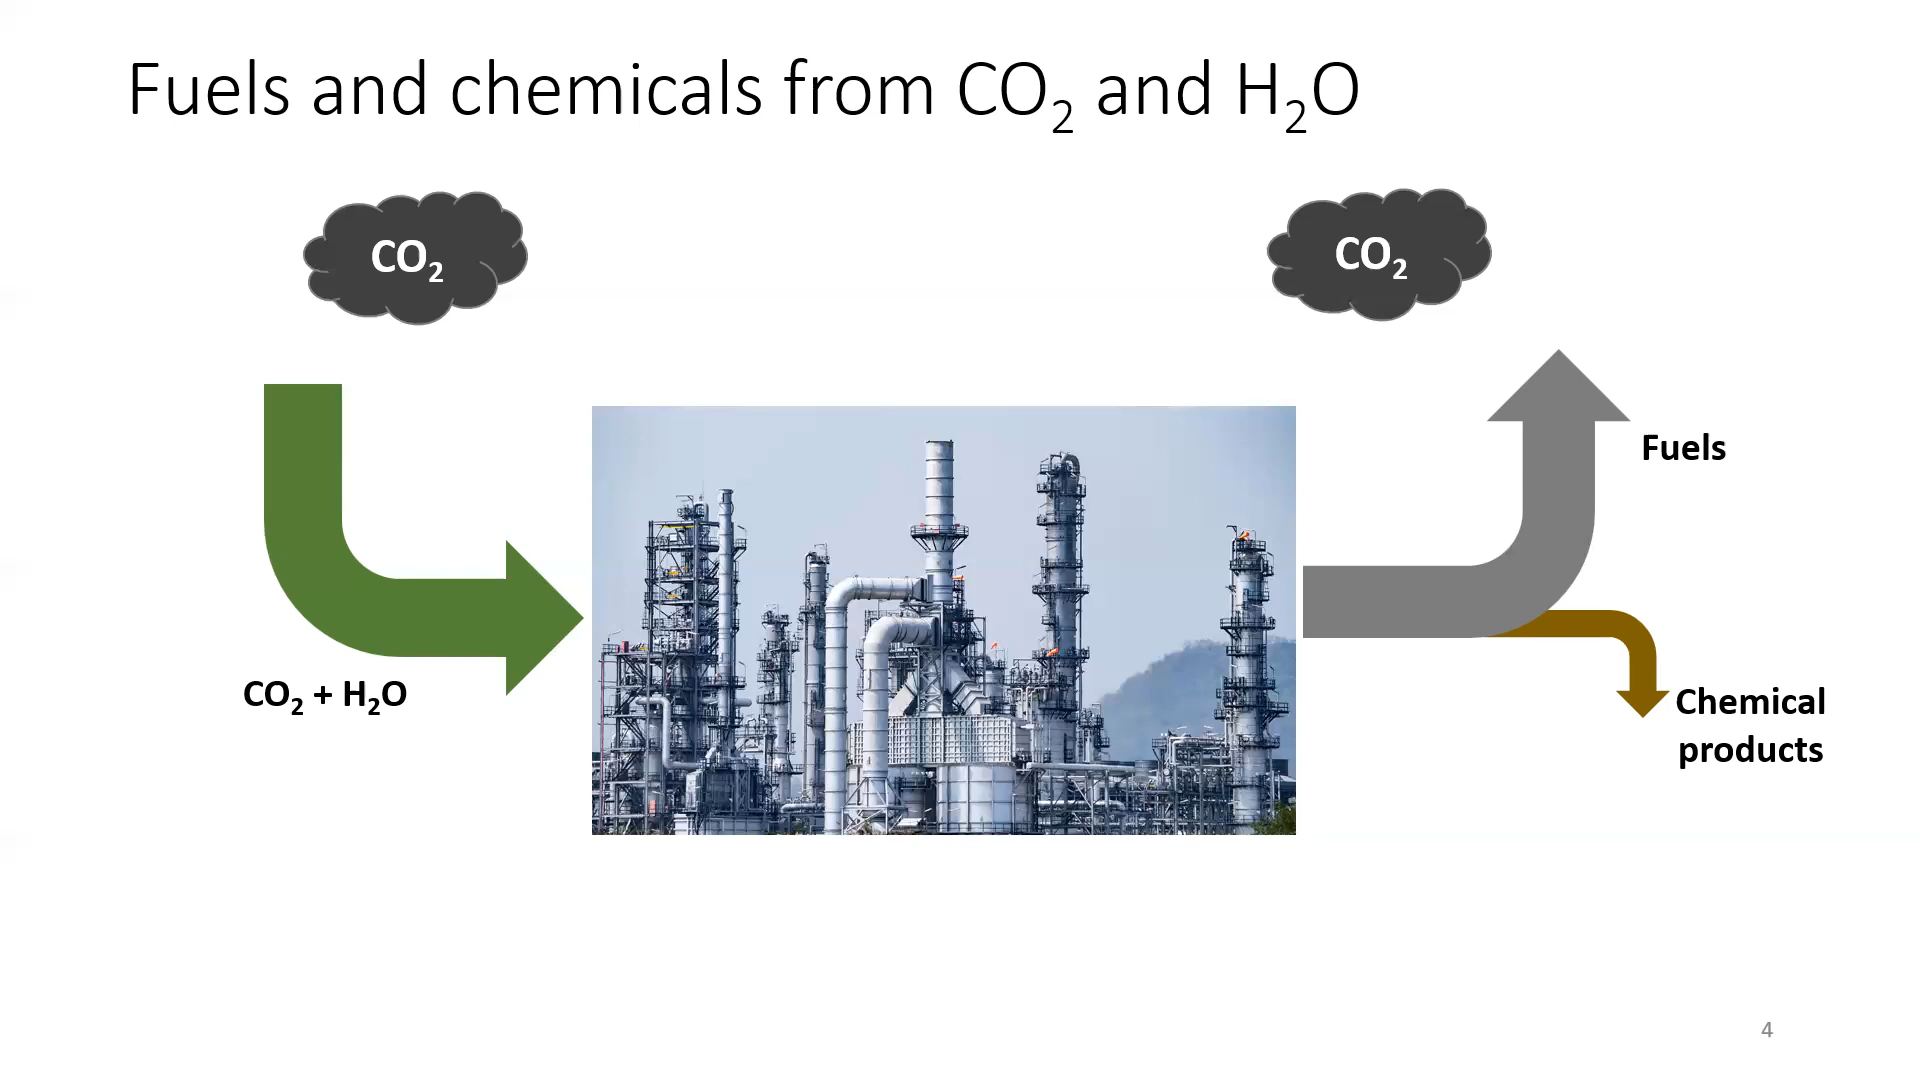 Fuels and chemicals from CO₂ and H₂O
CO₂
CO₂
Fuels
CO₂ + H₂O
Chemical
products
4